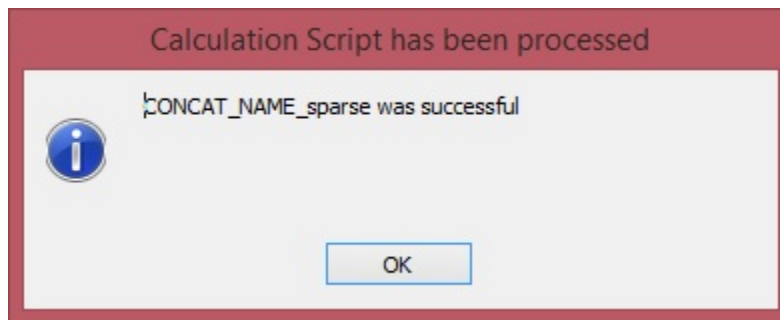 Calculation Script has been processed
CONCAT_NAME_sparse was successful
OK